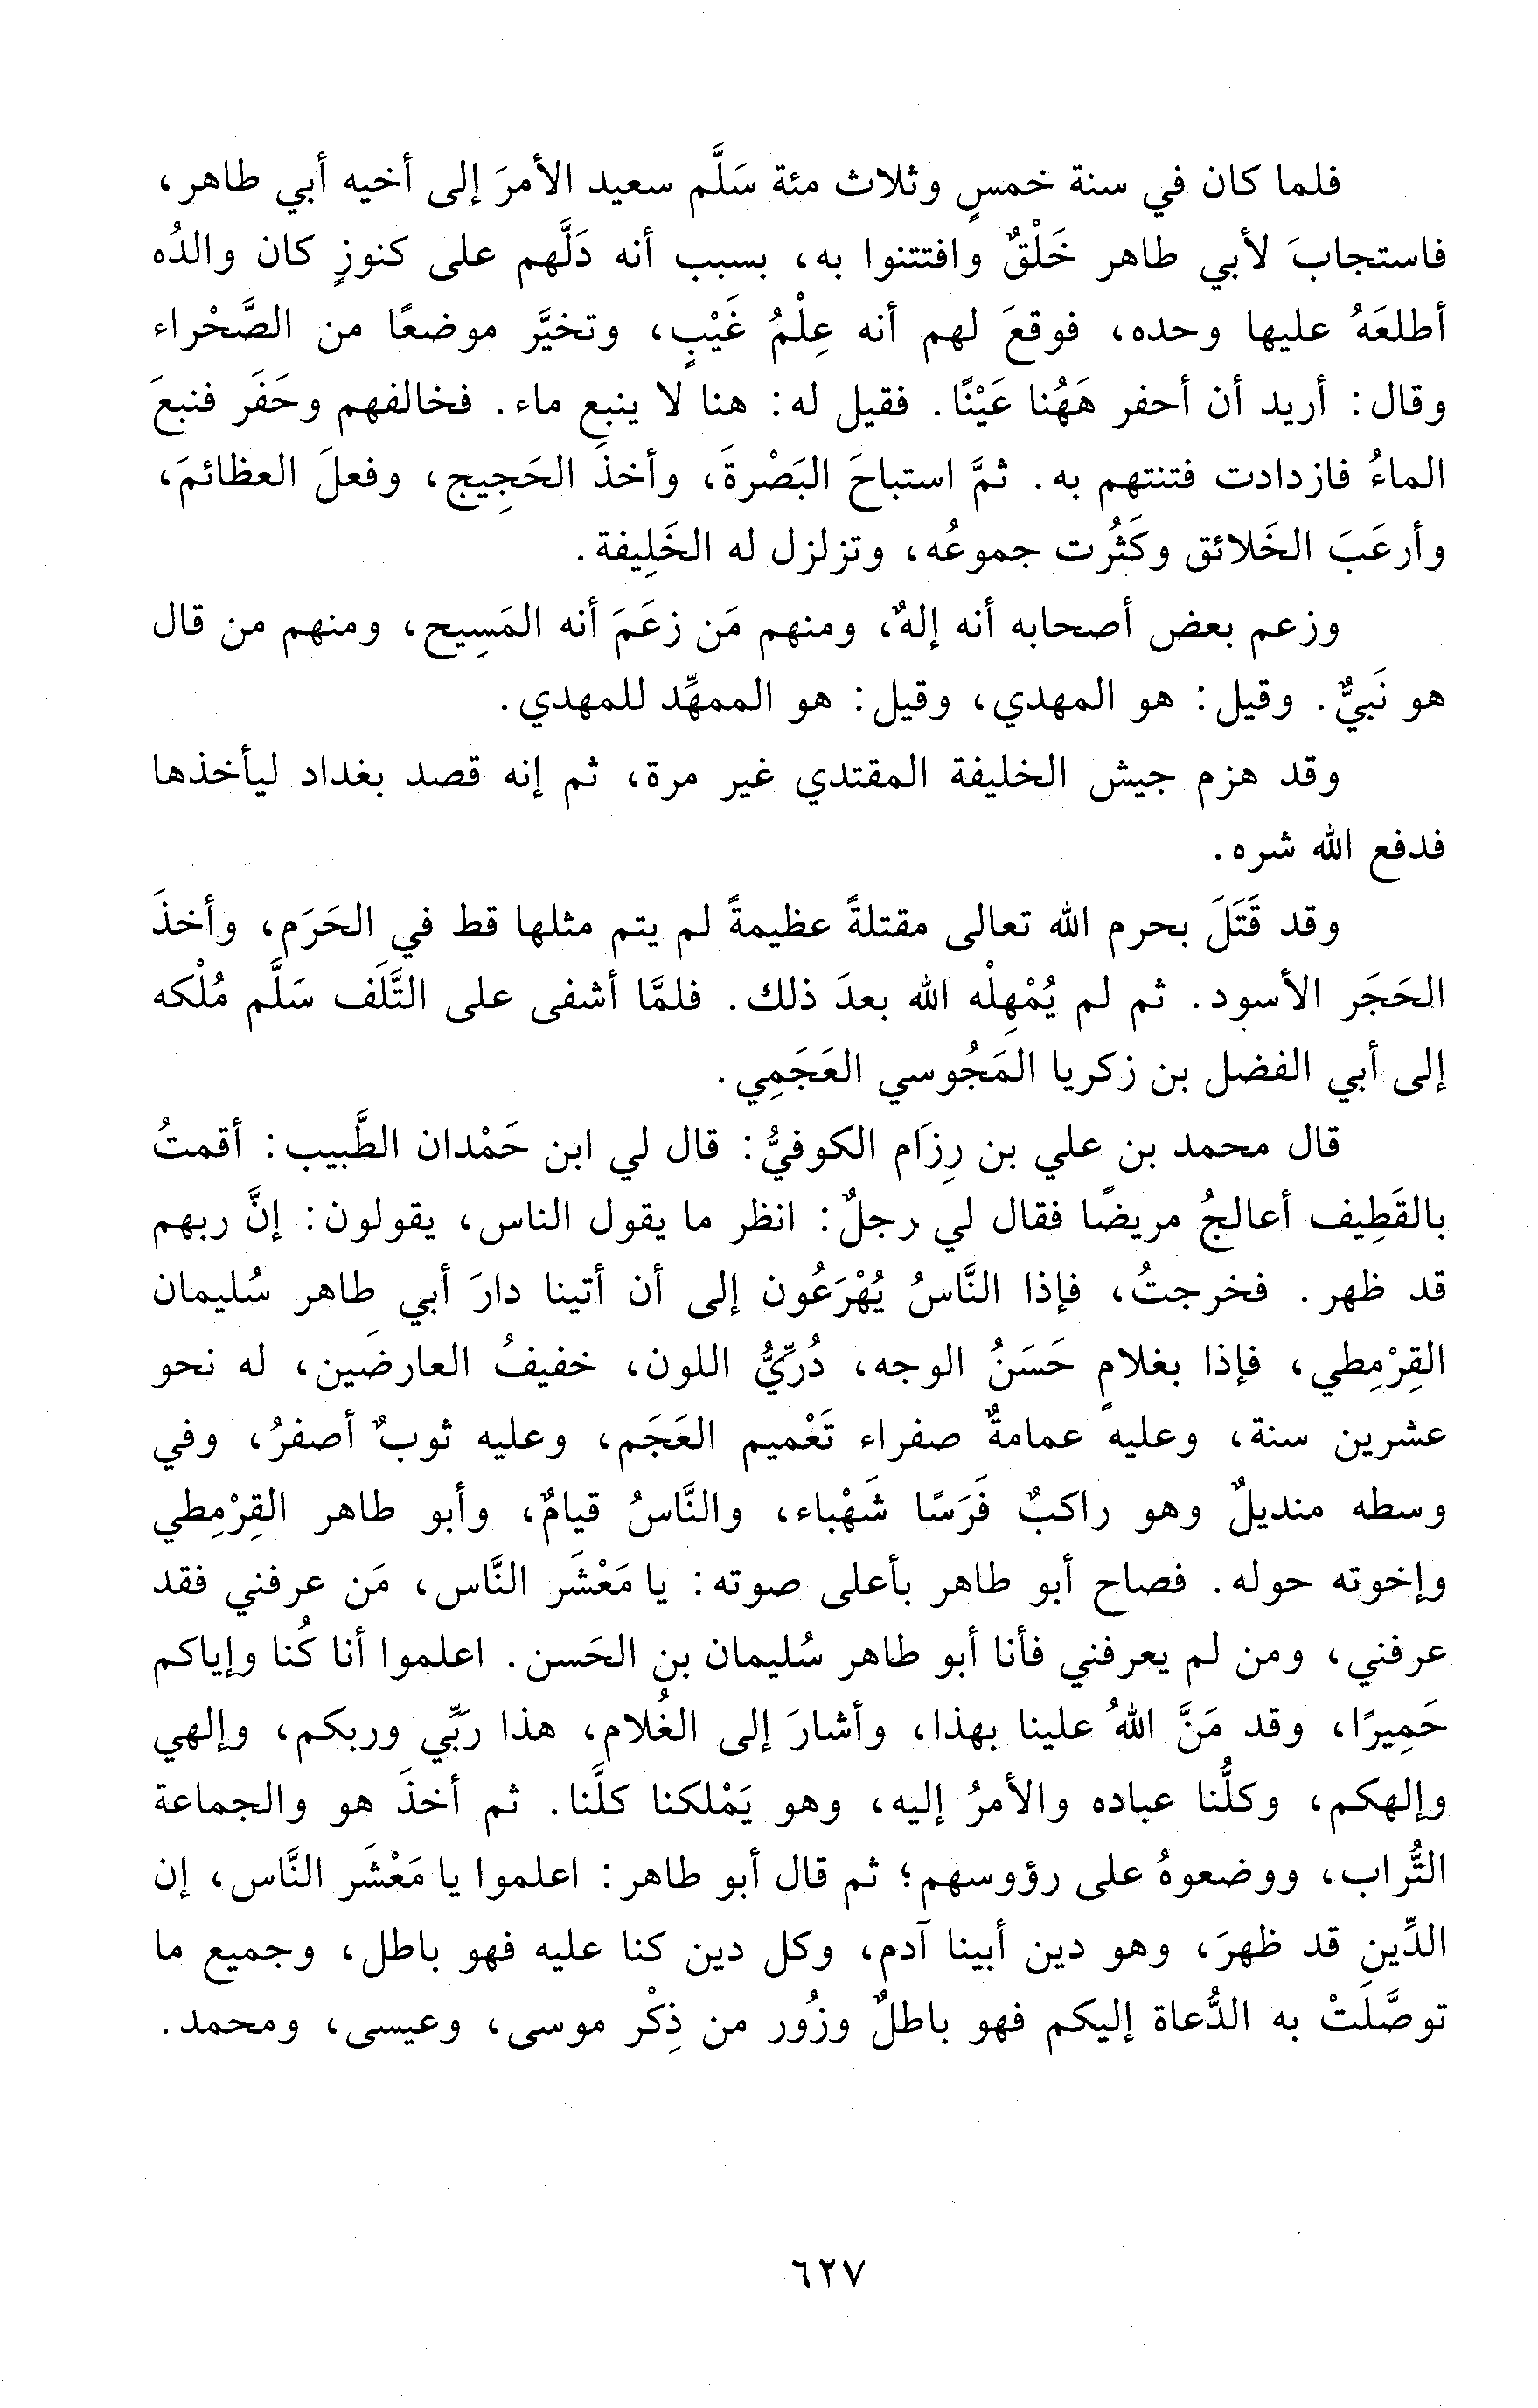 فلما كان في سنة خمسٍ وثلاث مئة سَلَّم سعيد الأمرَ إلى أخيه أبي طاهر،
فاستجابَ لأبي طاهر خَلْقٌ وافتتنوا به، بسبب أنه دَلَّهم على كنوزٍ كان والدُه
أطلعَهُ عليها وحده، فوقعَ لهم أنه عِلْمُ غَيْبٍ، وتخيَّر موضعًا من الصَّحْراء
وقال: أريد أن أحفر هَهُنا عَيْنًا. فقيل له: هنا لا ينبع ماء. فخالفهم وحَفَر فنبعَ
الماءُ فازدادت فتنتهم به. ثمَّ استباحَ البَصْرةَ، وأخذَ الحَجِيج، وفعلَ العظائمَ،
وأرعَبَ الخَلائق وكَثُرت جموعُه، وتزلزل له الخَلِيفة.
وزعم بعض أصحابه أنه إلهٌ، ومنهم مَن زعَمَ أنه المَسِيح، ومنهم من قال
هو نَبيٌّ. وقيل: هو المهدي، وقيل: هو الممهِّد للمهدي.
وقد هزم جيش الخليفة المقتدي غير مرة، ثم إنه قصد بغداد ليأخذها
فدفع الله شره.
وقد قَتَلَ بحرم الله تعالى مقتلةً عظيمةً لم يتم مثلها قط في الحَرَم، وأخذَ
الحَجَر الأسود. ثم لم يُمْهِلْه الله بعدَ ذلك. فلمَّا أشفى على التَّلَف سَلَّم مُلْكه
إلى أبي الفضل بن زكريا المَجُوسي العَجَمِي.
قال محمد بن علي بن رِزَام الكوفيُّ: قال لي ابن حَمْدان الطَّبيب: أقمتُ
بالقَطِيف أعالجُ مريضًا فقال لي رجلٌ: انظر ما يقول الناس، يقولون: إنَّ ربهم
قد ظهر. فخرجتُ، فإذا النَّاسُ يُهْرَعُون إلى أن أتينا دارَ أبي طاهر سُليمان
القِرْمِطي، فإذا بغلامٍ حَسَنُ الوجه، دُرِّيُّ اللون، خفيفُ العارضَين، له نحو
عشرين سنة، وعليه عمامةٌ صفراء تَعْميم العَجَم، وعليه ثوبٌ أصفرُ، وفي
وسطه منديلٌ وهو راكبٌ فَرَسًا شَهْباء، والنَّاسُ قيامٌ، وأبو طاهر القِرْمِطي
وإخوته حوله. فصاح أبو طاهر بأعلى صوته: يا مَعْشَر النَّاس، مَن عرفني فقد
عرفني، ومن لم يعرفني فأنا أبو طاهر سُليمان بن الحَسن. اعلموا أنا كُنا وإياكم
حَمِيرًا، وقد مَنَّ اللهُ علينا بهذا، وأشارَ إلى الغُلام، هذا رَبِّي وربكم، وإلهي
وإلهكم، وكلُّنا عباده والأمرُ إليه، وهو يَمْلكنا كلَّنا. ثم أخذَ هو والجماعة
التُّراب، ووضعوهُ على رؤوسهم؛ ثم قال أبو طاهر: اعلموا يا مَعْشَر النَّاس، إن
الدِّين قد ظهرَ، وهو دين أبينا آدم، وكل دين كنا عليه فهو باطل، وجميع ما
توصَّلَتْ به الدُّعاة إليكم فهو باطلٌ وزُور من ذِكْر موسى، وعيسى، ومحمد.
٦٢٧